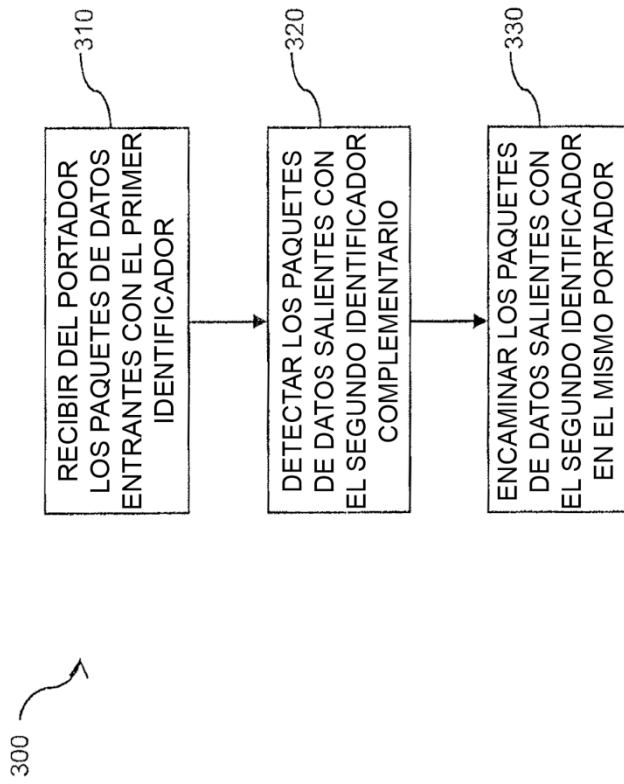 300
310
RECIBIR DEL PORTADOR
LOS PAQUETES DE DATOS
ENTRANTES CON EL PRIMER
IDENTIFICADOR
320
DETECTAR LOS PAQUETES
DE DATOS SALIENTES CON
EL SEGUNDO IDENTIFICADOR
COMPLEMENTARIO
330
ENCAMINAR LOS PAQUETES
DE DATOS SALIENTES CON
EL SEGUNDO IDENTIFICADOR
EN EL MISMO PORTADOR